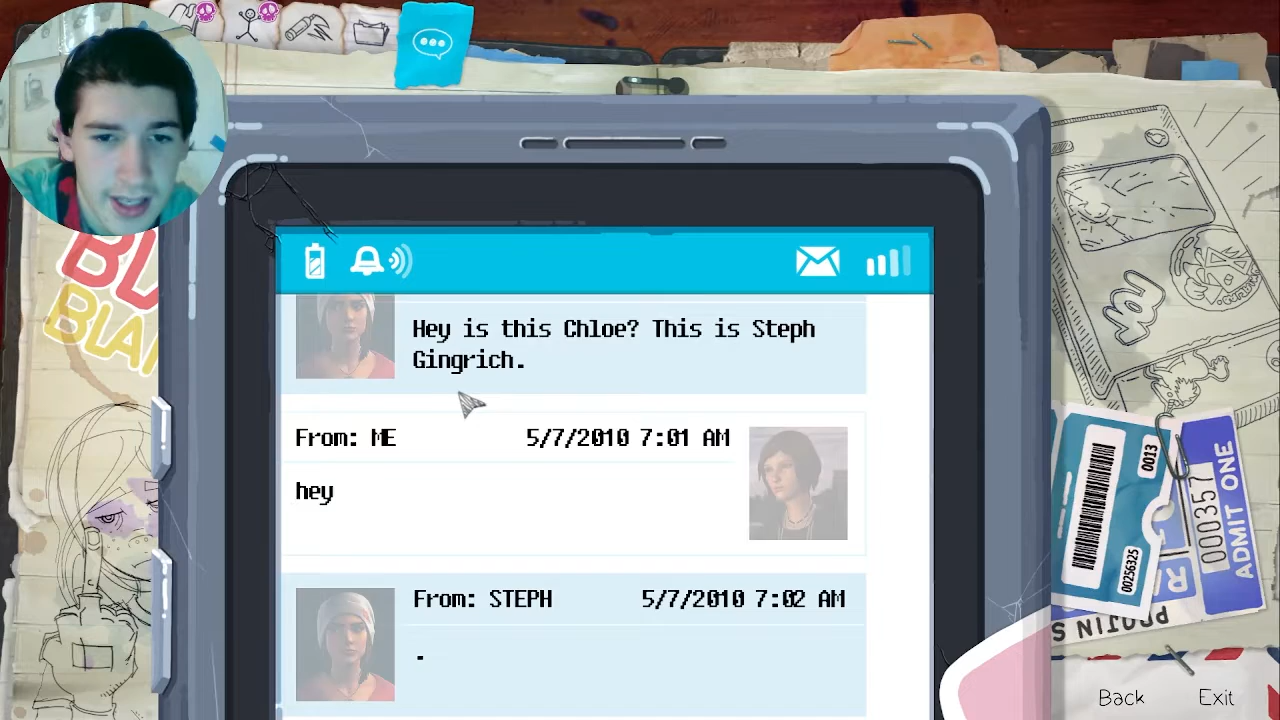 Hey is this Chloe? This is Steph
Gingrich.
From: ME 5/7/2010 7:01 AM
hey
From: STEPH 5/7/2010 7:02 AM
.
0013
00256325
000357
ADMIT ONE
Back Exit